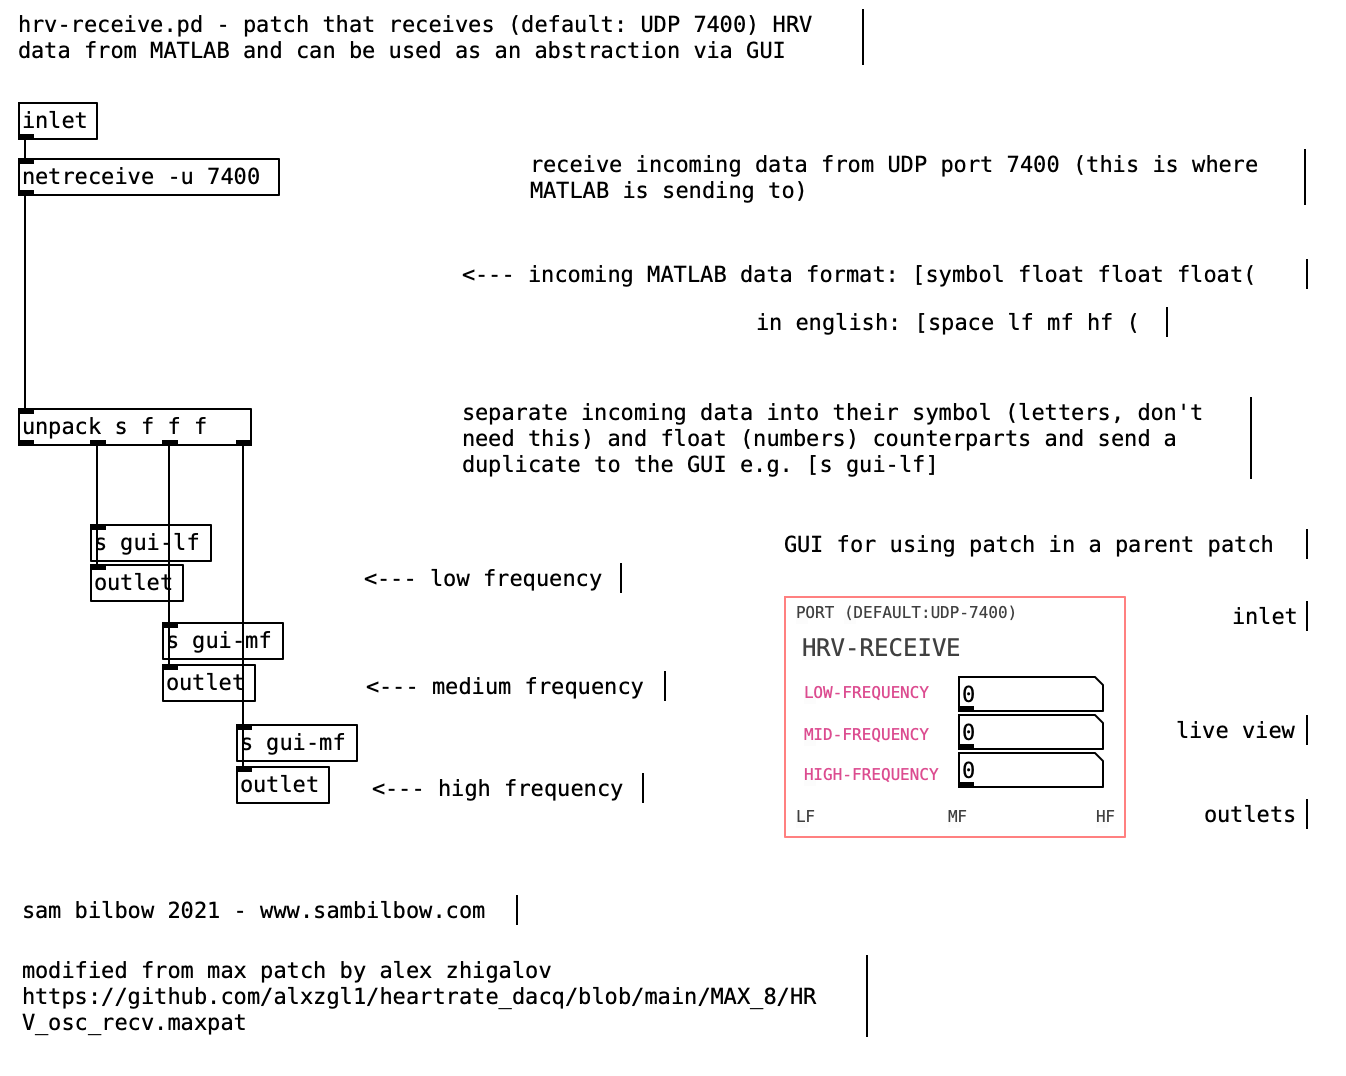 hrv-receive.pd - patch that receives (default: UDP 7400) HRV
data from MATLAB and can be used as an abstraction via GUI
inlet
netreceive -u 7400
receive incoming data from UDP port 7400 (this is where
MATLAB is sending to)
<--- incoming MATLAB data format: [symbol float float float(
in english: [space lf mf hf (
unpack s f f f
separate incoming data into their symbol (letters, don't
need this) and float (numbers) counterparts and send a
duplicate to the GUI e.g. [s gui-lf]
s gui-lf
outlet
<--- low frequency
s gui-mf
outlet
<--- medium frequency
s gui-mf
outlet
<--- high frequency
GUI for using patch in a parent patch
PORT (DEFAULT:UDP-7400)
inlet
HRV-RECEIVE
LOW-FREQUENCY 0
MID-FREQUENCY 0
live view
HIGH-FREQUENCY 0
LF MF HF
outlets
sam bilbow 2021 - www.sambilbow.com
modified from max patch by alex zhigalov
https://github.com/alxzgl1/heartrate_dacq/blob/main/MAX_8/HR
V_osc_recv.maxpat